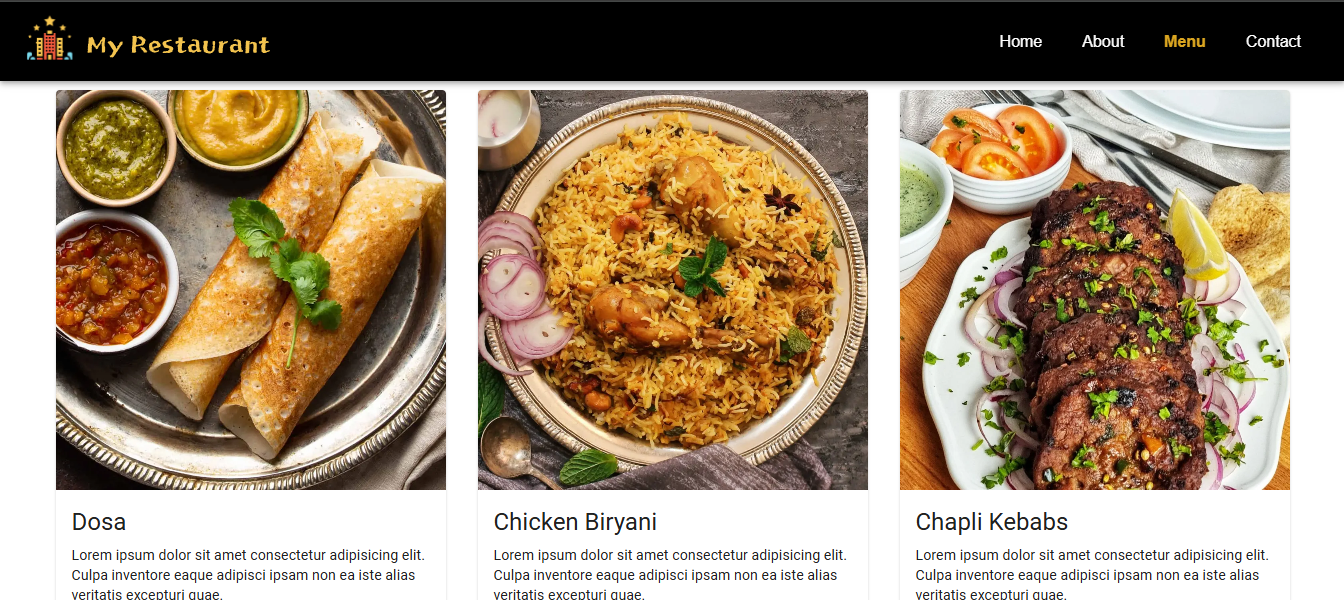 My Restaurant
Home About Menu Contact
Dosa
Lorem ipsum dolor sit amet consectetur adipisicing elit.
Culpa inventore eaque adipisci ipsam non ea iste alias
veritatis excepturi quae.
Chicken Biryani
Lorem ipsum dolor sit amet consectetur adipisicing elit.
Culpa inventore eaque adipisci ipsam non ea iste alias
veritatis excepturi quae.
Chapli Kebabs
Lorem ipsum dolor sit amet consectetur adipisicing elit.
Culpa inventore eaque adipisci ipsam non ea iste alias
veritatis excepturi quae.